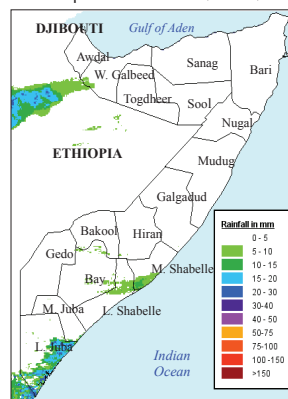 DJIBOUTI
Gulf of Aden
Awdal
W. Galbeed
Sanag
Bari
Togdheer
Sool
Nugal
ETHIOPIA
Mudug
Galgadud
Bakool
Hiran
Gedo
Bay
M. Shabelle
M. Juba
L. Shabelle
L. Juba
Indian
Ocean
Rainfall in mm
0 - 5
5 - 10
10 - 15
15 - 20
20 - 30
30-40
40 - 50
50-75
75-100
100 -150
>150